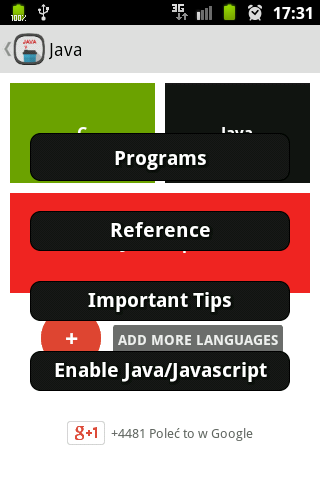 100% 3G 17:31
JAVA
Java
Programs
Reference
Important Tips
+
ADD MORE LANGUAGES
Enable Java/Javascript
g+1 +4481 Poleć to w Google